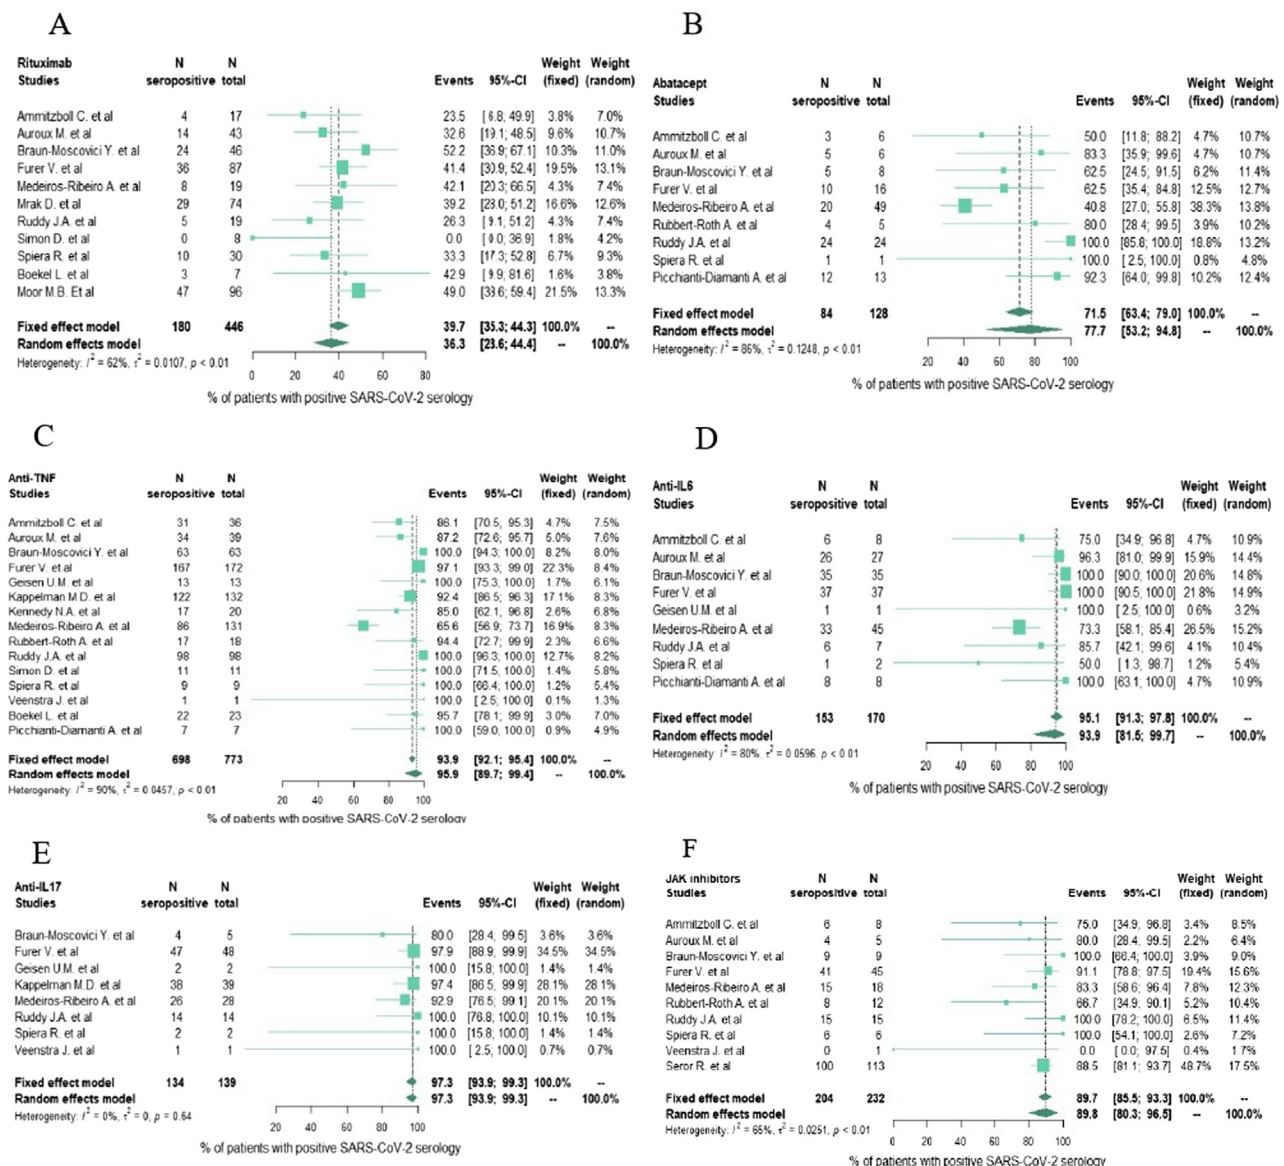 A
Rituximab N N Weight Weight
Studies seropositive total Events 95%-CI (fixed) (random)
Ammitzboll C. et al 4 17 23.5 [ 6.8; 49.9] 3.8% 7.0%
Auroux M. et al 14 43 32.6 [19.1; 48.5] 9.6% 10.7%
Braun-Moscovici Y. et al 24 46 52.2 [36.9; 67.1] 10.3% 11.0%
Furer V. et al 36 87 41.4 [30.9; 52.4] 19.5% 13.1%
Medeiros-Ribeiro A. et al 8 19 42.1 [20.3; 66.5] 4.3% 7.4%
Mrak D. et al 29 74 39.2 [28.0; 51.2] 16.6% 12.6%
Ruddy J.A. et al 5 19 26.3 [ 9.1; 51.2] 4.3% 7.4%
Simon D. et al 0 8 0.0 [ 0.0; 36.9] 1.8% 4.2%
Spiera R. et al 10 30 33.3 [17.3; 52.8] 6.7% 9.3%
Boekel L. et al 3 7 42.9 [ 9.9; 81.6] 1.6% 3.8%
Moor M.B. Et al 47 96 49.0 [38.6; 59.4] 21.5% 13.3%
Fixed effect model 180 446 39.7 [35.3; 44.3] 100.0% --
Random effects model 36.3 [28.6; 44.4] -- 100.0%
Heterogeneity: I² = 62%, τ² = 0.0107, p < 0.01
0 20 40 60 80
% of patients with positive SARS-CoV-2 serology
B
Abatacept N N Weight Weight
Studies seropositive total Events 95%-CI (fixed) (random)
Ammitzboll C. et al 3 6 50.0 [11.8; 88.2] 4.7% 10.7%
Auroux M. et al 5 6 83.3 [35.9; 99.6] 4.7% 10.7%
Braun-Moscovici Y. et al 5 8 62.5 [24.5; 91.5] 6.2% 11.4%
Furer V. et al 10 16 62.5 [35.4; 84.8] 12.5% 12.7%
Medeiros-Ribeiro A. et al 20 49 40.8 [27.0; 55.8] 38.3% 13.8%
Rubbert-Roth A. et al 4 5 80.0 [28.4; 99.5] 3.9% 10.2%
Ruddy J.A. et al 24 24 100.0 [85.8; 100.0] 18.8% 13.2%
Spiera R. et al 1 1 100.0 [ 2.5; 100.0] 0.8% 4.8%
Picchianti-Diamanti A. et al 12 13 92.3 [64.0; 99.8] 10.2% 12.4%
Fixed effect model 84 128 71.5 [63.4; 79.0] 100.0% --
Random effects model 77.7 [53.2; 94.8] -- 100.0%
Heterogeneity: I² = 86%, τ² = 0.1248, p < 0.01
20 40 60 80 100
% of patients with positive SARS-CoV-2 serology
C
Anti-TNF N N Weight Weight
Studies seropositive total Events 95%-CI (fixed) (random)
Ammitzboll C. et al 31 36 86.1 [70.5; 95.3] 4.7% 7.5%
Auroux M. et al 34 39 87.2 [72.6; 95.7] 5.0% 7.6%
Braun-Moscovici Y. et al 63 63 100.0 [94.3; 100.0] 8.2% 8.0%
Furer V. et al 167 172 97.1 [93.3; 99.0] 22.3% 8.4%
Geisen U.M. et al 13 13 100.0 [75.3; 100.0] 1.7% 6.1%
Kappelman M.D. et al 122 132 92.4 [86.5; 96.3] 17.1% 8.3%
Kennedy N.A. et al 17 20 85.0 [62.1; 96.8] 2.6% 6.8%
Medeiros-Ribeiro A. et al 86 131 65.6 [56.9; 73.7] 16.9% 8.3%
Rubbert-Roth A. et al 17 18 94.4 [72.7; 99.9] 2.3% 6.6%
Ruddy J.A. et al 98 98 100.0 [96.3; 100.0] 12.7% 8.2%
Simon D. et al 11 11 100.0 [71.5; 100.0] 1.4% 5.8%
Spiera R. et al 9 9 100.0 [66.4; 100.0] 1.2% 5.4%
Veenstra J. et al 1 1 100.0 [ 2.5; 100.0] 0.1% 1.3%
Boekel L. et al 22 23 95.7 [78.1; 99.9] 3.0% 7.0%
Picchianti-Diamanti A. et al 7 7 100.0 [59.0; 100.0] 0.9% 4.9%
Fixed effect model 698 773 93.9 [92.1; 95.4] 100.0% --
Random effects model 95.9 [89.7; 99.4] -- 100.0%
Heterogeneity: I² = 90%, τ² = 0.0457, p < 0.01
20 40 60 80 100
% of patients with positive SARS-CoV-2 serology
D
Anti-IL6 N N Weight Weight
Studies seropositive total Events 95%-CI (fixed) (random)
Ammitzboll C. et al 6 8 75.0 [34.9; 96.8] 4.7% 10.9%
Auroux M. et al 26 27 96.3 [81.0; 99.9] 15.9% 14.4%
Braun-Moscovici Y. et al 35 35 100.0 [90.0; 100.0] 20.6% 14.8%
Furer V. et al 37 37 100.0 [90.5; 100.0] 21.8% 14.9%
Geisen U.M. et al 1 1 100.0 [ 2.5; 100.0] 0.6% 3.2%
Medeiros-Ribeiro A. et al 33 45 73.3 [58.1; 85.4] 26.5% 15.2%
Ruddy J.A. et al 6 7 85.7 [42.1; 99.6] 4.1% 10.4%
Spiera R. et al 1 2 50.0 [ 1.3; 98.7] 1.2% 5.4%
Picchianti-Diamanti A. et al 8 8 100.0 [63.1; 100.0] 4.7% 10.9%
Fixed effect model 153 170 95.1 [91.3; 97.8] 100.0% --
Random effects model 93.9 [81.5; 99.7] -- 100.0%
Heterogeneity: I² = 80%, τ² = 0.0596, p < 0.01
20 40 60 80 100
% of patients with positive SARS-CoV-2 serology
E
Anti-IL17 N N Weight Weight
Studies seropositive total Events 95%-CI (fixed) (random)
Braun-Moscovici Y. et al 4 5 80.0 [28.4; 99.5] 3.6% 3.6%
Furer V. et al 47 48 97.9 [88.9; 99.9] 34.5% 34.5%
Geisen U.M. et al 2 2 100.0 [15.8; 100.0] 1.4% 1.4%
Kappelman M.D. et al 38 39 97.4 [86.5; 99.9] 28.1% 28.1%
Medeiros-Ribeiro A. et al 26 28 92.9 [76.5; 99.1] 20.1% 20.1%
Ruddy J.A. et al 14 14 100.0 [76.8; 100.0] 10.1% 10.1%
Spiera R. et al 2 2 100.0 [15.8; 100.0] 1.4% 1.4%
Veenstra J. et al 1 1 100.0 [ 2.5; 100.0] 0.7% 0.7%
Fixed effect model 134 139 97.3 [93.9; 99.3] 100.0% --
Random effects model 97.3 [93.9; 99.3] -- 100.0%
Heterogeneity: I² = 0%, τ² = 0, p = 0.64
20 40 60 80 100
% of patients with positive SARS-CoV-2 serology
F
JAK inhibitors N N Weight Weight
Studies seropositive total Events 95%-CI (fixed) (random)
Ammitzboll C. et al 6 8 75.0 [34.9; 96.8] 3.4% 8.5%
Auroux M. et al 4 5 80.0 [28.4; 99.5] 2.2% 6.4%
Braun-Moscovici Y. et al 9 9 100.0 [66.4; 100.0] 3.9% 9.0%
Furer V. et al 41 45 91.1 [78.8; 97.5] 19.4% 15.6%
Medeiros-Ribeiro A. et al 15 18 83.3 [58.6; 96.4] 7.8% 12.3%
Rubbert-Roth A. et al 8 12 66.7 [34.9; 90.1] 5.2% 10.4%
Ruddy J.A. et al 15 15 100.0 [78.2; 100.0] 6.5% 11.4%
Spiera R. et al 6 6 100.0 [54.1; 100.0] 2.6% 7.2%
Veenstra J. et al 0 1 0.0 [ 0.0; 97.5] 0.4% 1.7%
Seror R. et al 100 113 88.5 [81.1; 93.7] 48.7% 17.5%
Fixed effect model 204 232 89.7 [85.5; 93.3] 100.0% --
Random effects model 89.8 [80.3; 96.5] -- 100.0%
Heterogeneity: I² = 65%, τ² = 0.0251, p < 0.01
0 20 40 60 80 100
% of patients with positive SARS-CoV-2 serology